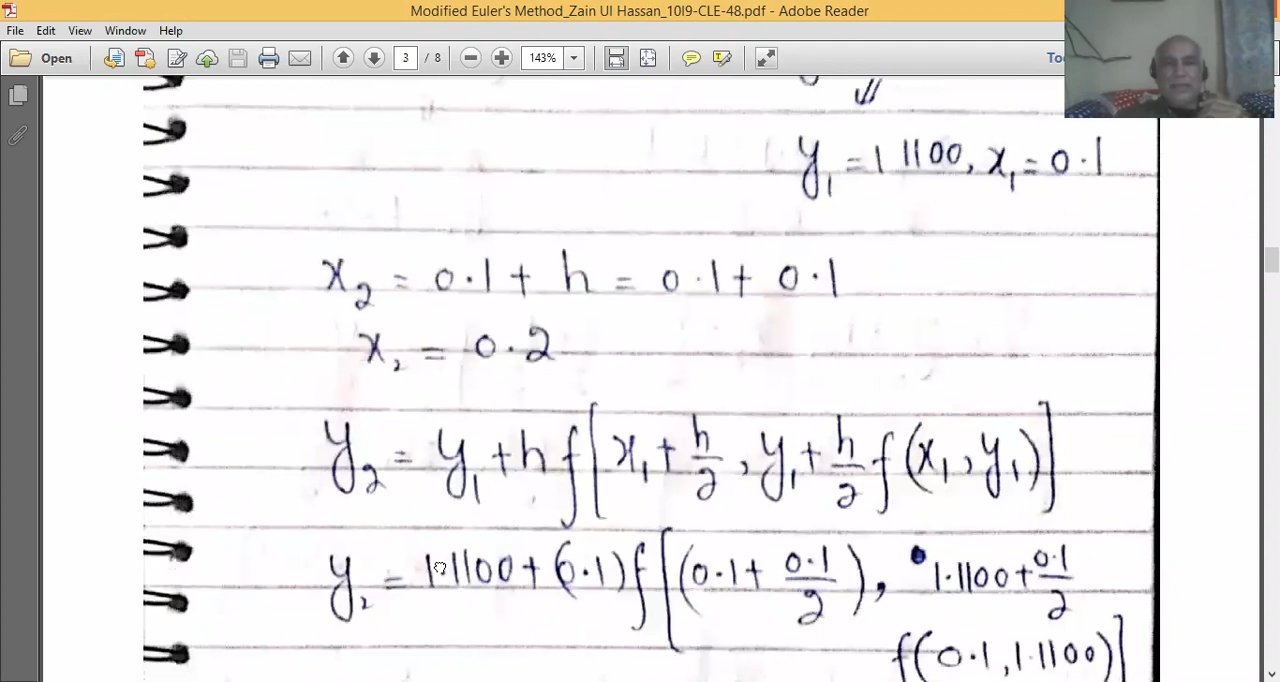 Modified Euler's Method_Zain Ul Hassan_10I9-CLE-48.pdf - Adobe Reader
File Edit View Window Help
Open 3 / 8 143%
y₁ = 1.1100, x₁ = 0.1
x₂ = 0.1 + h = 0.1 + 0.1
x₂ = 0.2
y₂ = y₁ + h f[x₁ + h/2, y₁ + h/2 f(x₁, y₁)]
y₂ = 1.1100 + (0.1) f[(0.1 + 0.1/2), 1.1100 + 0.1/2
f(0.1, 1.1100)]